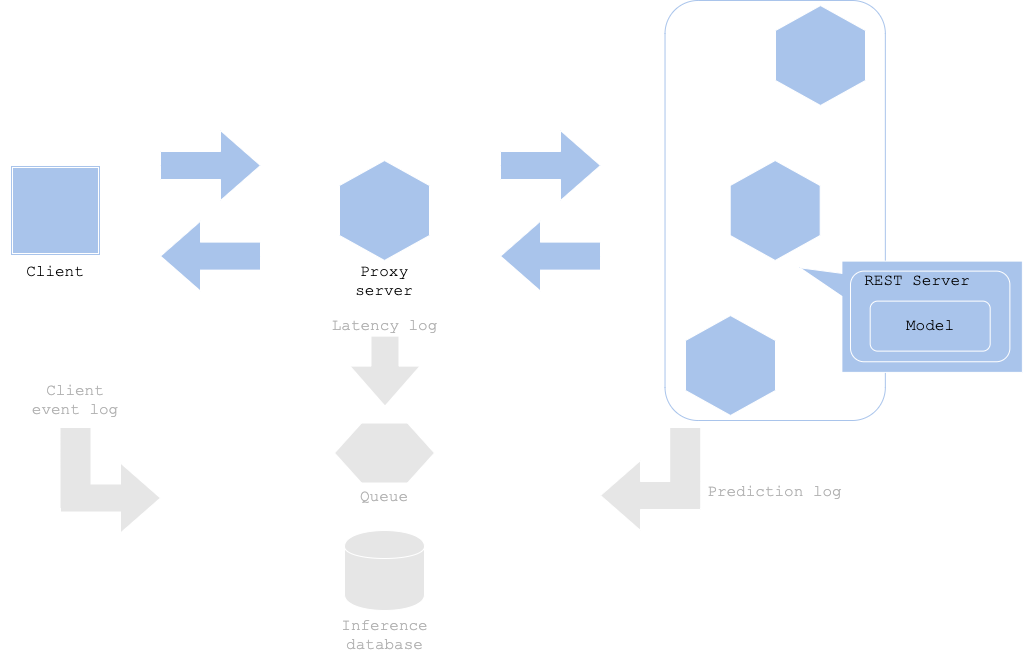 Client
Proxy
server
REST Server
Model
Latency log
Client
event log
Queue
Prediction log
Inference
database